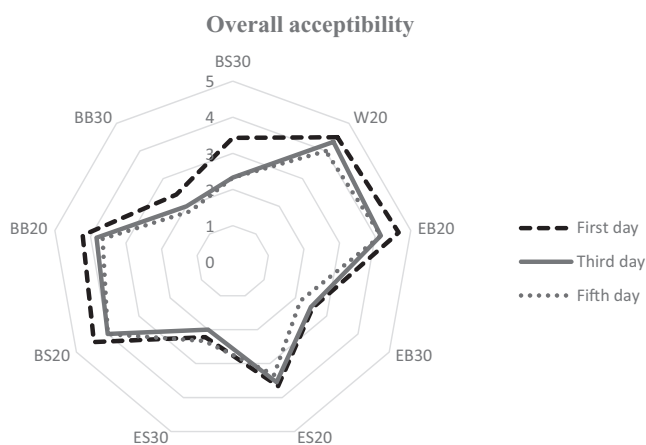 Overall acceptibility
BS30
W20
EB20
EB30
ES20
ES30
BS20
BB20
BB30
5
4
3
2
1
0
First day
Third day
Fifth day